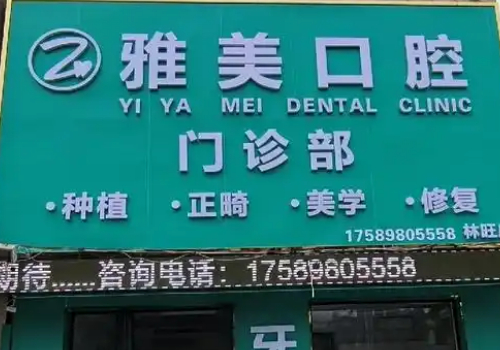 雅美口腔
YI YA MEI DENTAL CLINIC
门诊部
·种植 ·正畸 ·美学 ·修复
17589805558 林旺
期待......咨询电话：17589805558
牙